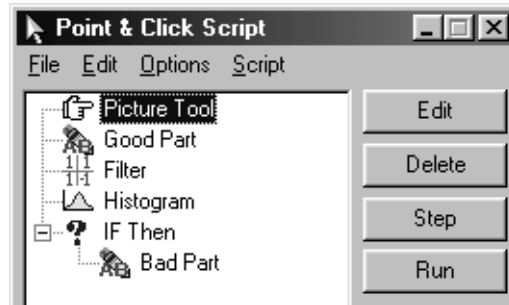 Point & Click Script
File Edit Options Script
Picture Tool
Good Part
Filter
Histogram
IF Then
Bad Part
Edit
Delete
Step
Run